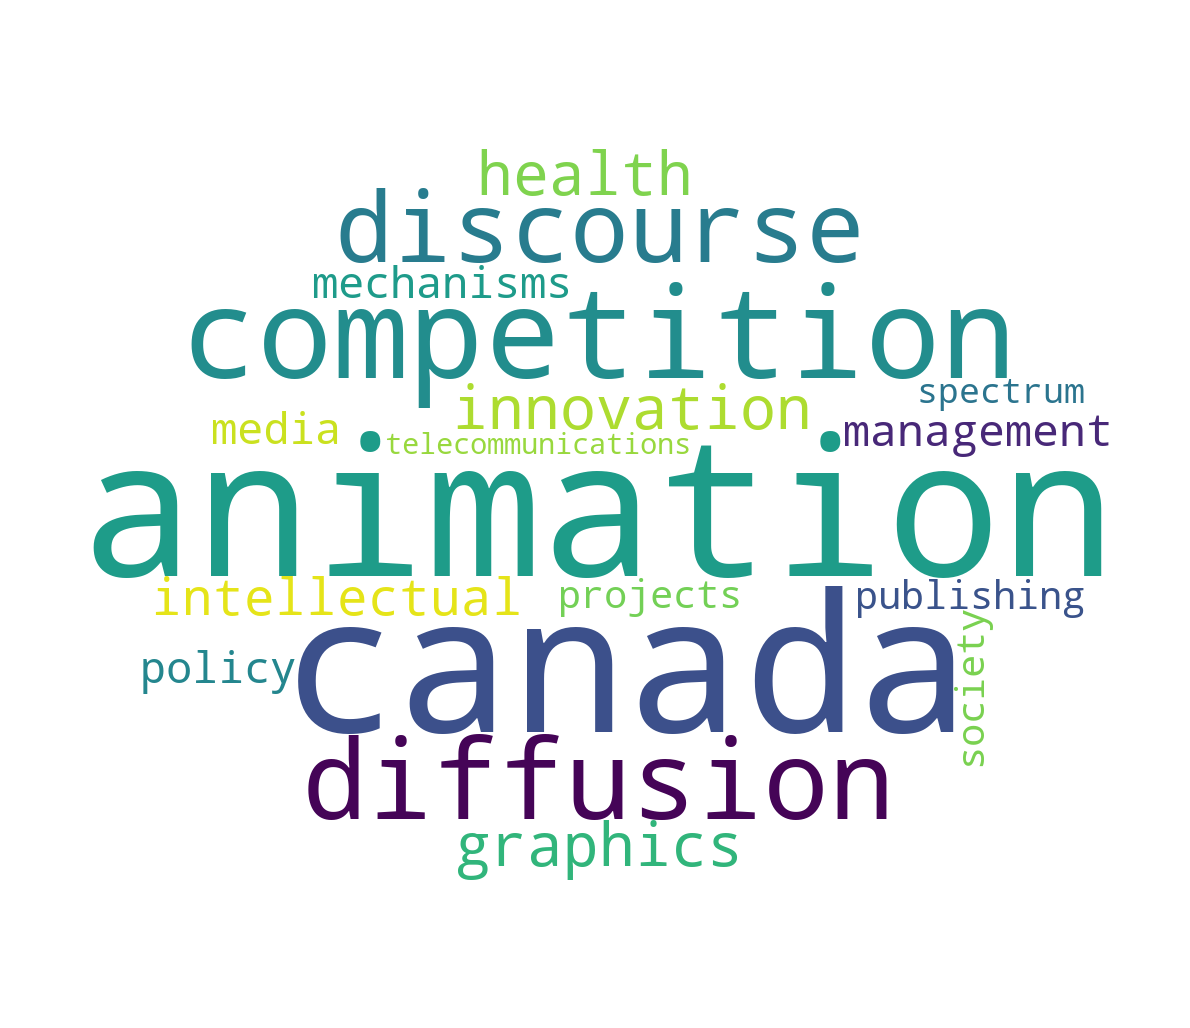 health
discourse
mechanisms
competition
spectrum
innovation
media
management
telecommunications
animation
intellectual
projects
publishing
canada
society
policy
diffusion
graphics